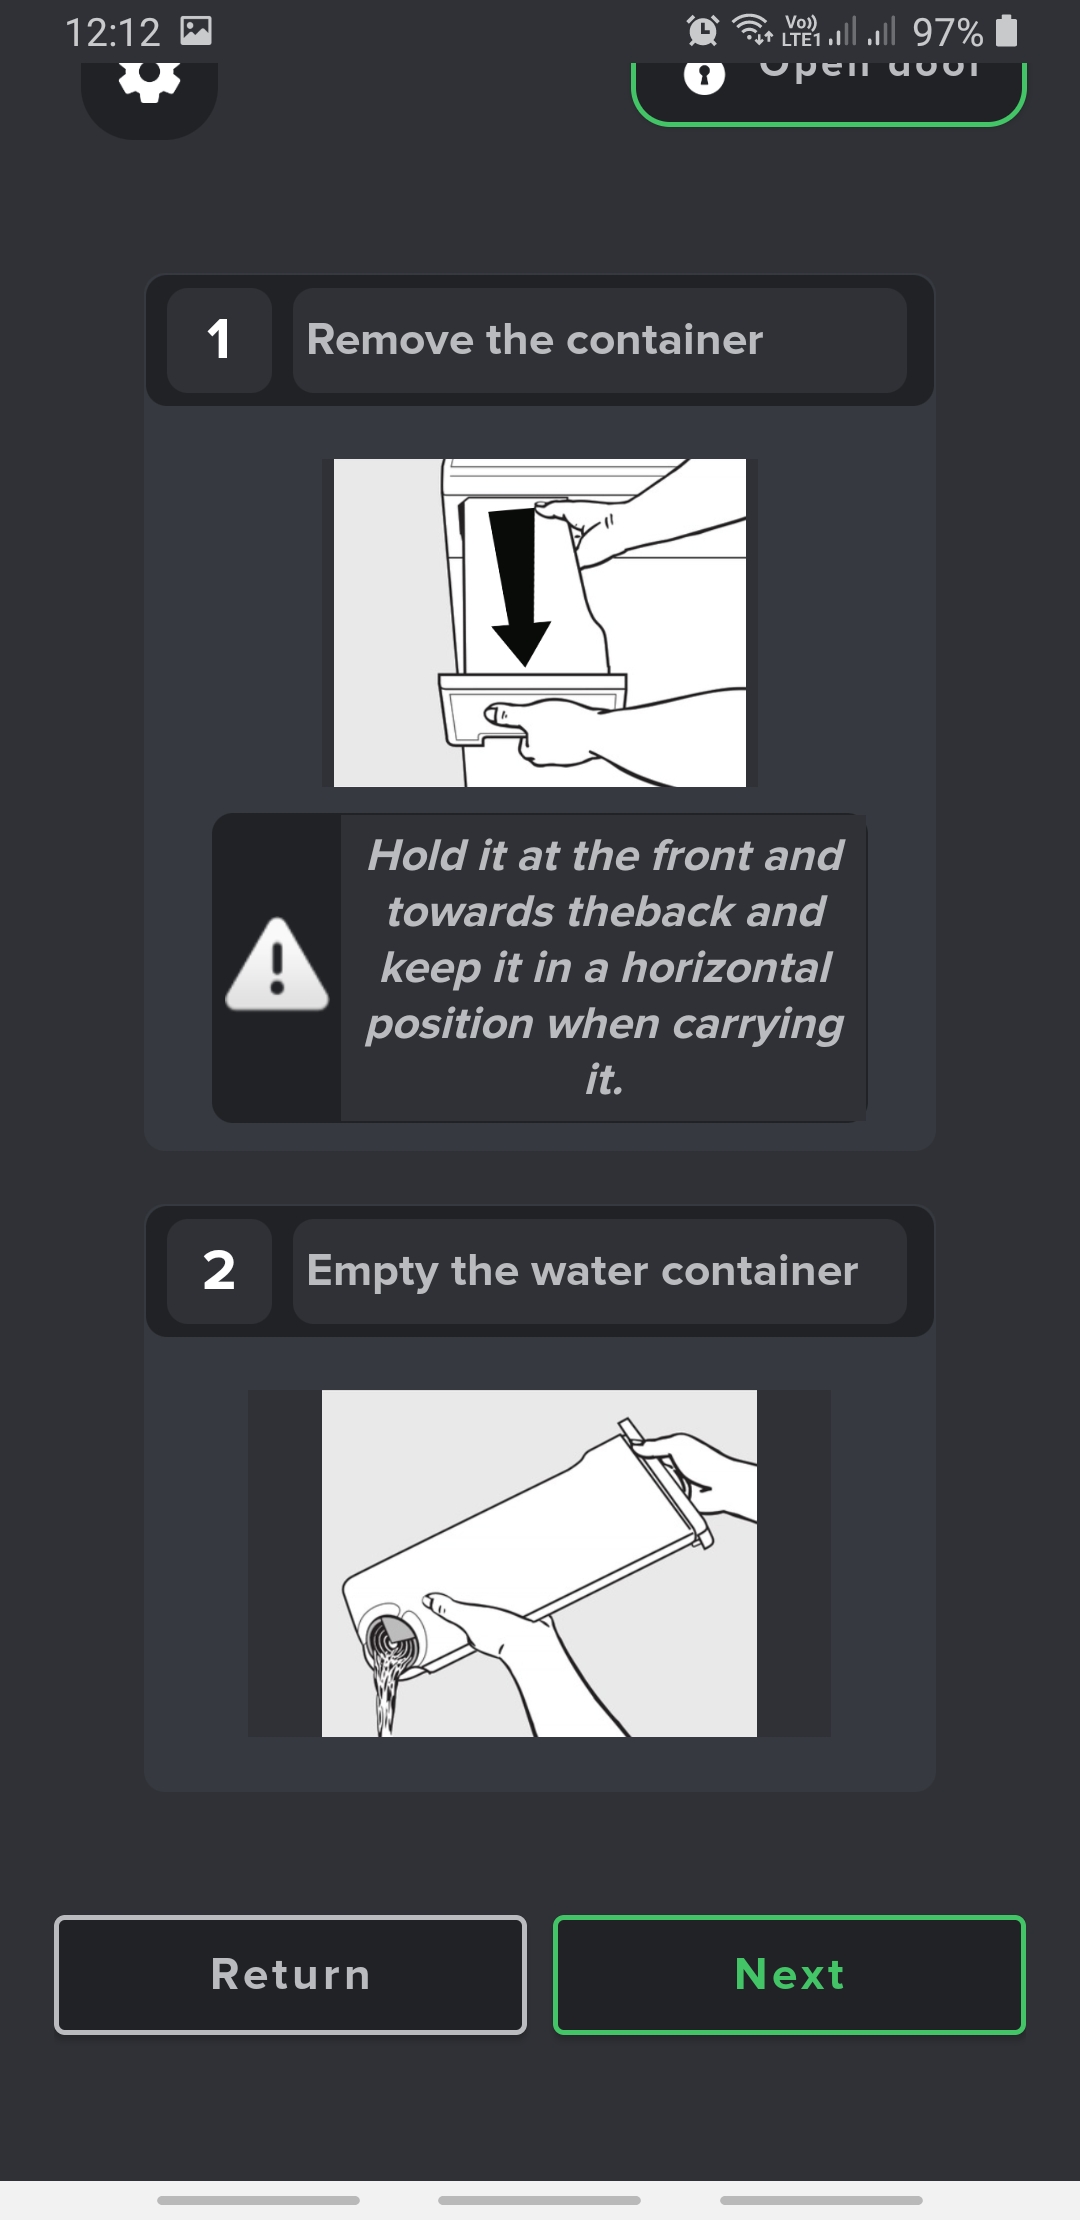 12:12
Vo)) LTE1 97%
Open door
1 Remove the container
Hold it at the front and
towards theback and
keep it in a horizontal
position when carrying
it.
2 Empty the water container
Return Next